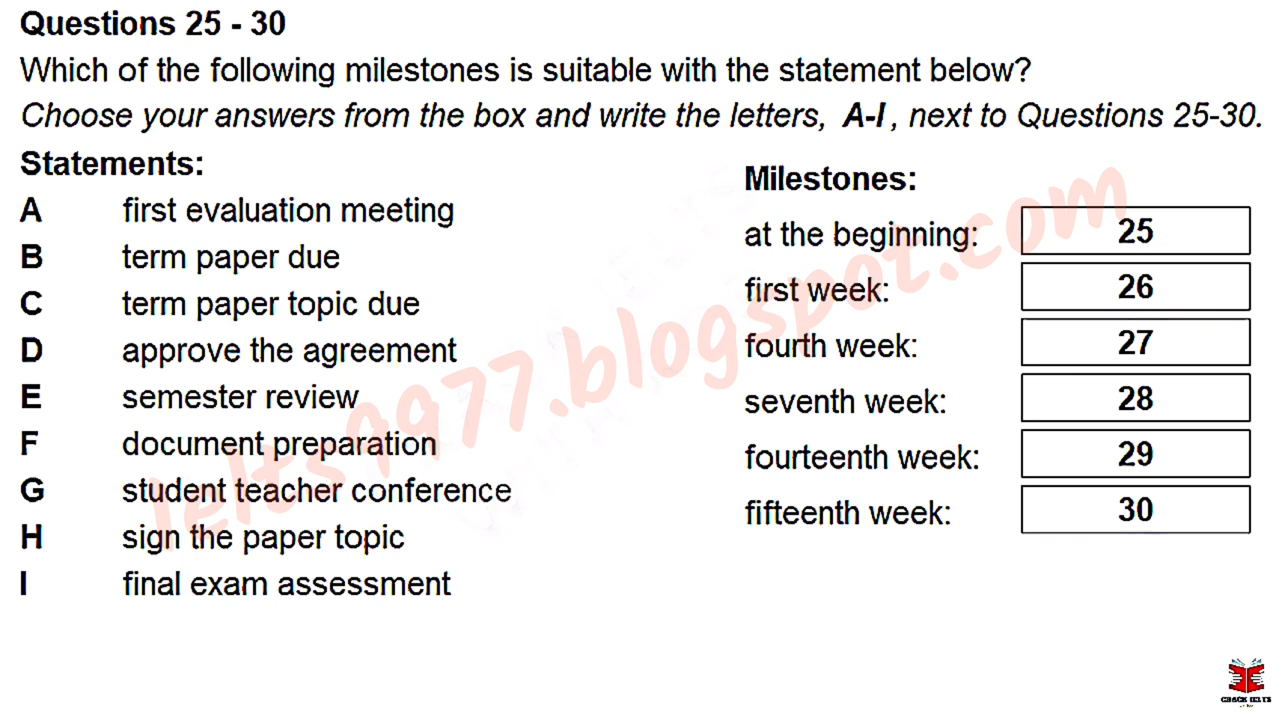 Questions 25 - 30
Which of the following milestones is suitable with the statement below?
Choose your answers from the box and write the letters, A-I, next to Questions 25-30.
Statements:
A first evaluation meeting
B term paper due
C term paper topic due
D approve the agreement
E semester review
F document preparation
G student teacher conference
H sign the paper topic
I final exam assessment
Milestones:
at the beginning: 25
first week: 26
fourth week: 27
seventh week: 28
fourteenth week: 29
fifteenth week: 30
Ielts9977.blogspot.com
CRACK IELTS